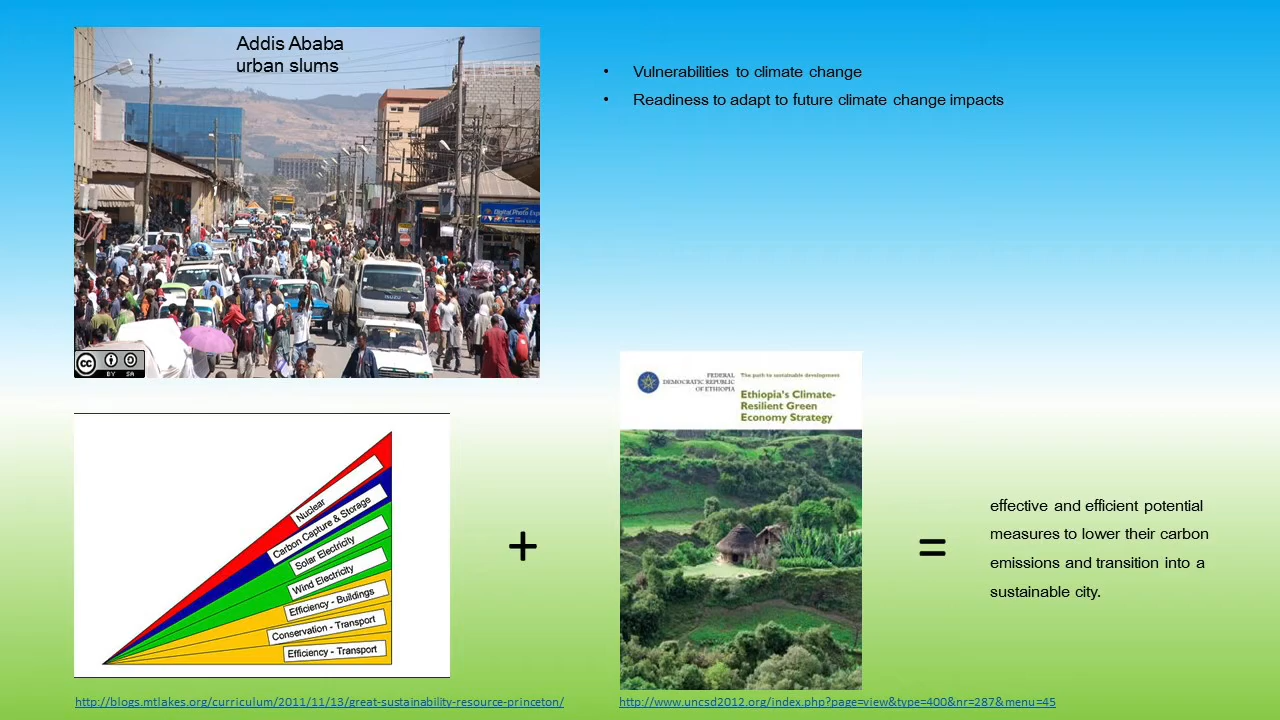 Addis Ababa
urban slums
• Vulnerabilities to climate change
• Readiness to adapt to future climate change impacts
ISUZU
cc BY SA
FEDERAL
DEMOCRATIC REPUBLIC
OF ETHIOPIA
The path to sustainable development
Ethiopia's Climate-
Resilient Green
Economy Strategy
Nuclear
Carbon Capture & Storage
Solar Electricity
Wind Electricity
Efficiency - Buildings
Conservation - Transport
Efficiency - Transport
+
=
effective and efficient potential
measures to lower their carbon
emissions and transition into a
sustainable city.
http://blogs.mtlakes.org/curriculum/2011/11/13/great-sustainability-resource-princeton/
http://www.uncsd2012.org/index.php?page=view&type=400&nr=287&menu=45